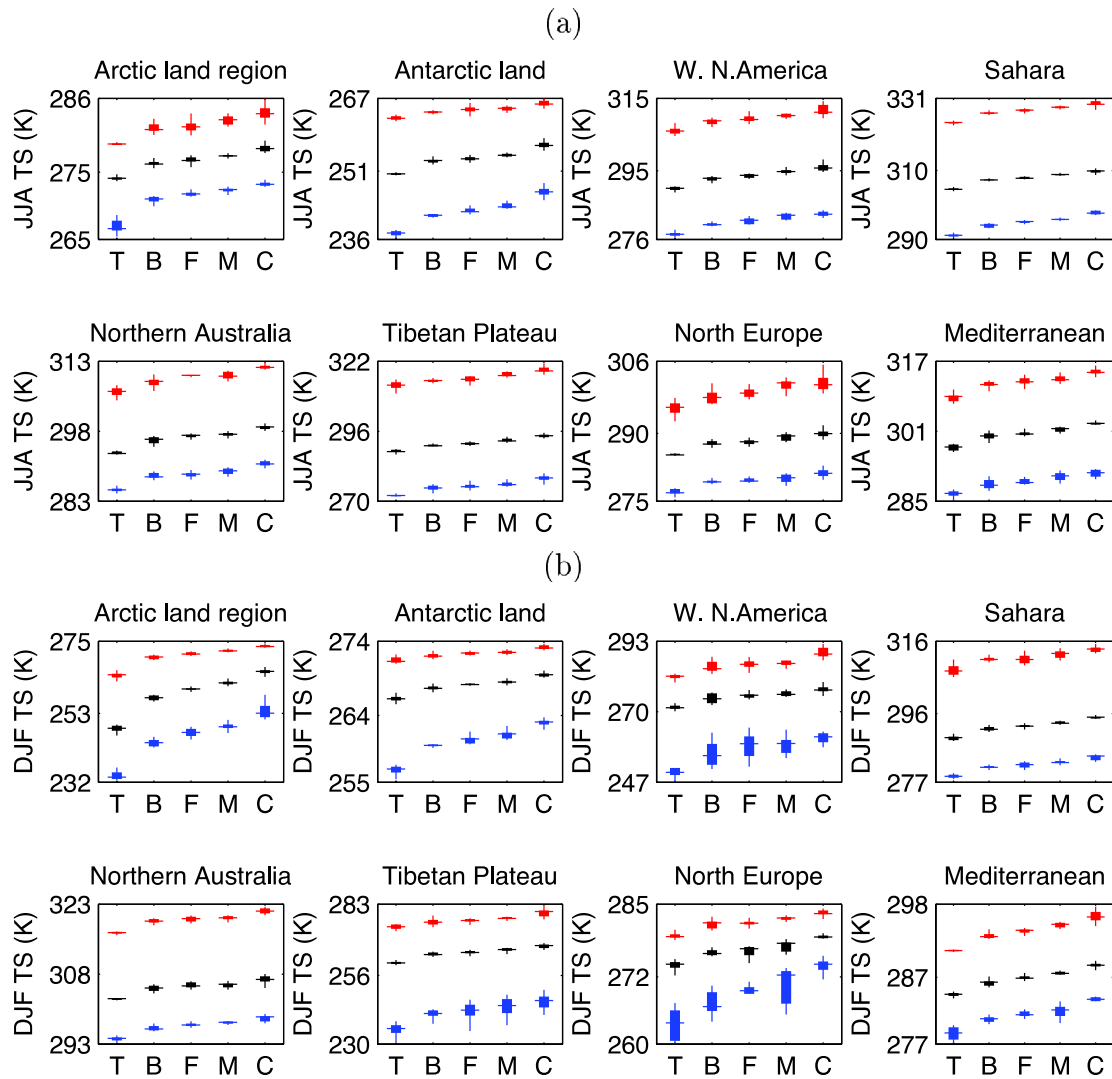 (a)
Arctic land region Antarctic land W. N.America Sahara
286 267 315 331
JJA TS (K) JJA TS (K) JJA TS (K) JJA TS (K)
275 251 295 310
265 236 276 290
T B F M C T B F M C T B F M C T B F M C
Northern Australia Tibetan Plateau North Europe Mediterranean
313 322 306 317
JJA TS (K) JJA TS (K) JJA TS (K) JJA TS (K)
298 296 290 301
283 270 275 285
T B F M C T B F M C T B F M C T B F M C
(b)
Arctic land region Antarctic land W. N.America Sahara
275 274 293 316
DJF TS (K) DJF TS (K) DJF TS (K) DJF TS (K)
253 264 270 296
232 255 247 277
T B F M C T B F M C T B F M C T B F M C
Northern Australia Tibetan Plateau North Europe Mediterranean
323 283 285 298
DJF TS (K) DJF TS (K) DJF TS (K) DJF TS (K)
308 256 272 287
293 230 260 277
T B F M C T B F M C T B F M C T B F M C